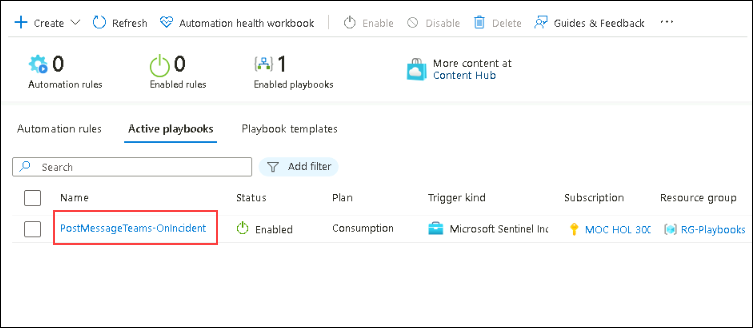 Create Refresh Automation health workbook Enable Disable Delete Guides & Feedback ...
0 0 1 More content at
Automation rules Enabled rules Enabled playbooks Content Hub
Automation rules Active playbooks Playbook templates
Search Add filter
Name Status Plan Trigger kind Subscription Resource group
PostMessageTeams-OnIncident Enabled Consumption Microsoft Sentinel Inc MOC HOL 300 RG-Playbooks